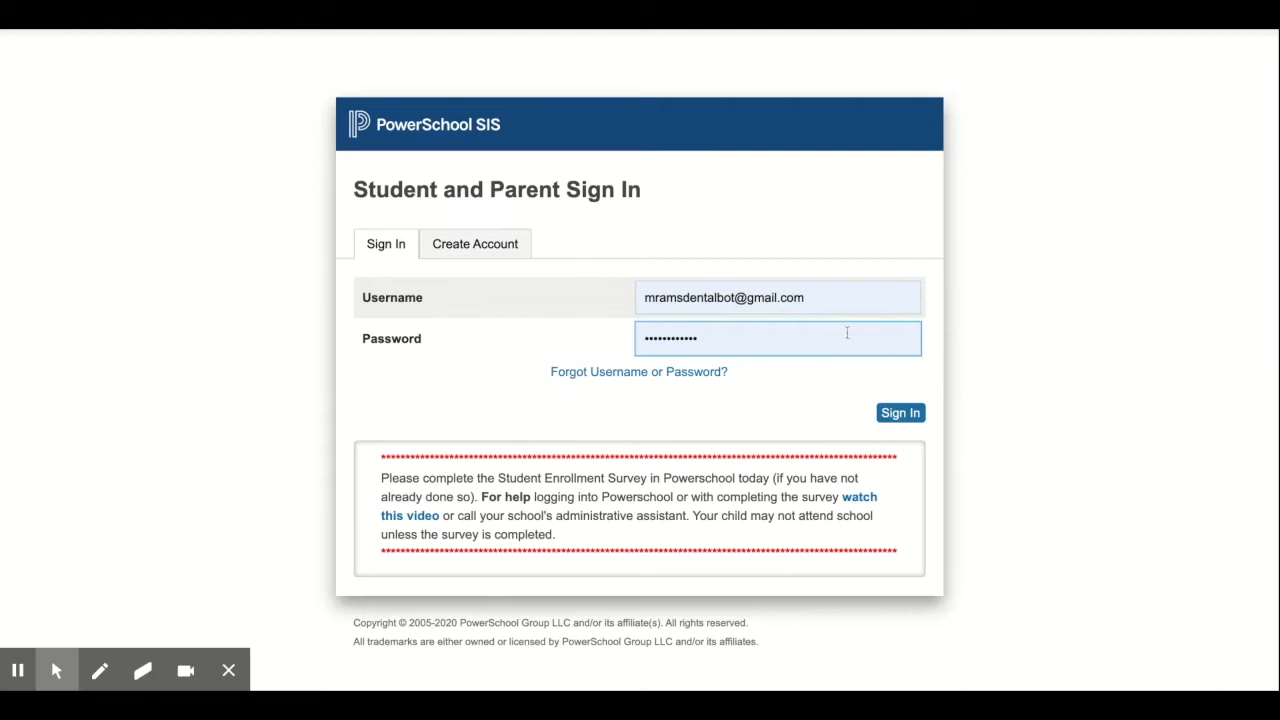 PowerSchool SIS
Student and Parent Sign In
Sign In
Create Account
Username
mramsdentalbot@gmail.com
Password
••••••••••••
Forgot Username or Password?
Sign In
********************************************************************************************************
Please complete the Student Enrollment Survey in Powerschool today (if you have not
already done so). For help logging into Powerschool or with completing the survey watch
this video or call your school's administrative assistant. Your child may not attend school
unless the survey is completed.
********************************************************************************************************
Copyright © 2005-2020 PowerSchool Group LLC and/or its affiliate(s). All rights reserved.
All trademarks are either owned or licensed by PowerSchool Group LLC and/or its affiliates.